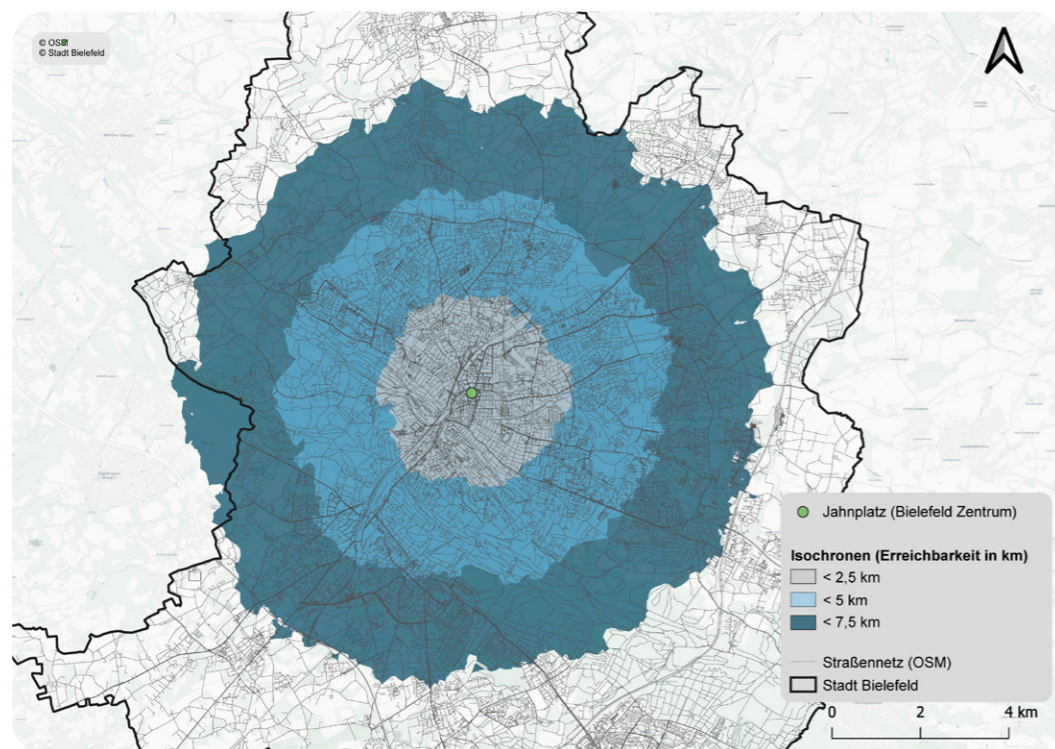 © OSM
© Stadt Bielefeld
Jahnplatz (Bielefeld Zentrum)
Isochronen (Erreichbarkeit in km)
< 2,5 km
< 5 km
< 7,5 km
Straßennetz (OSM)
Stadt Bielefeld
0 2 4 km